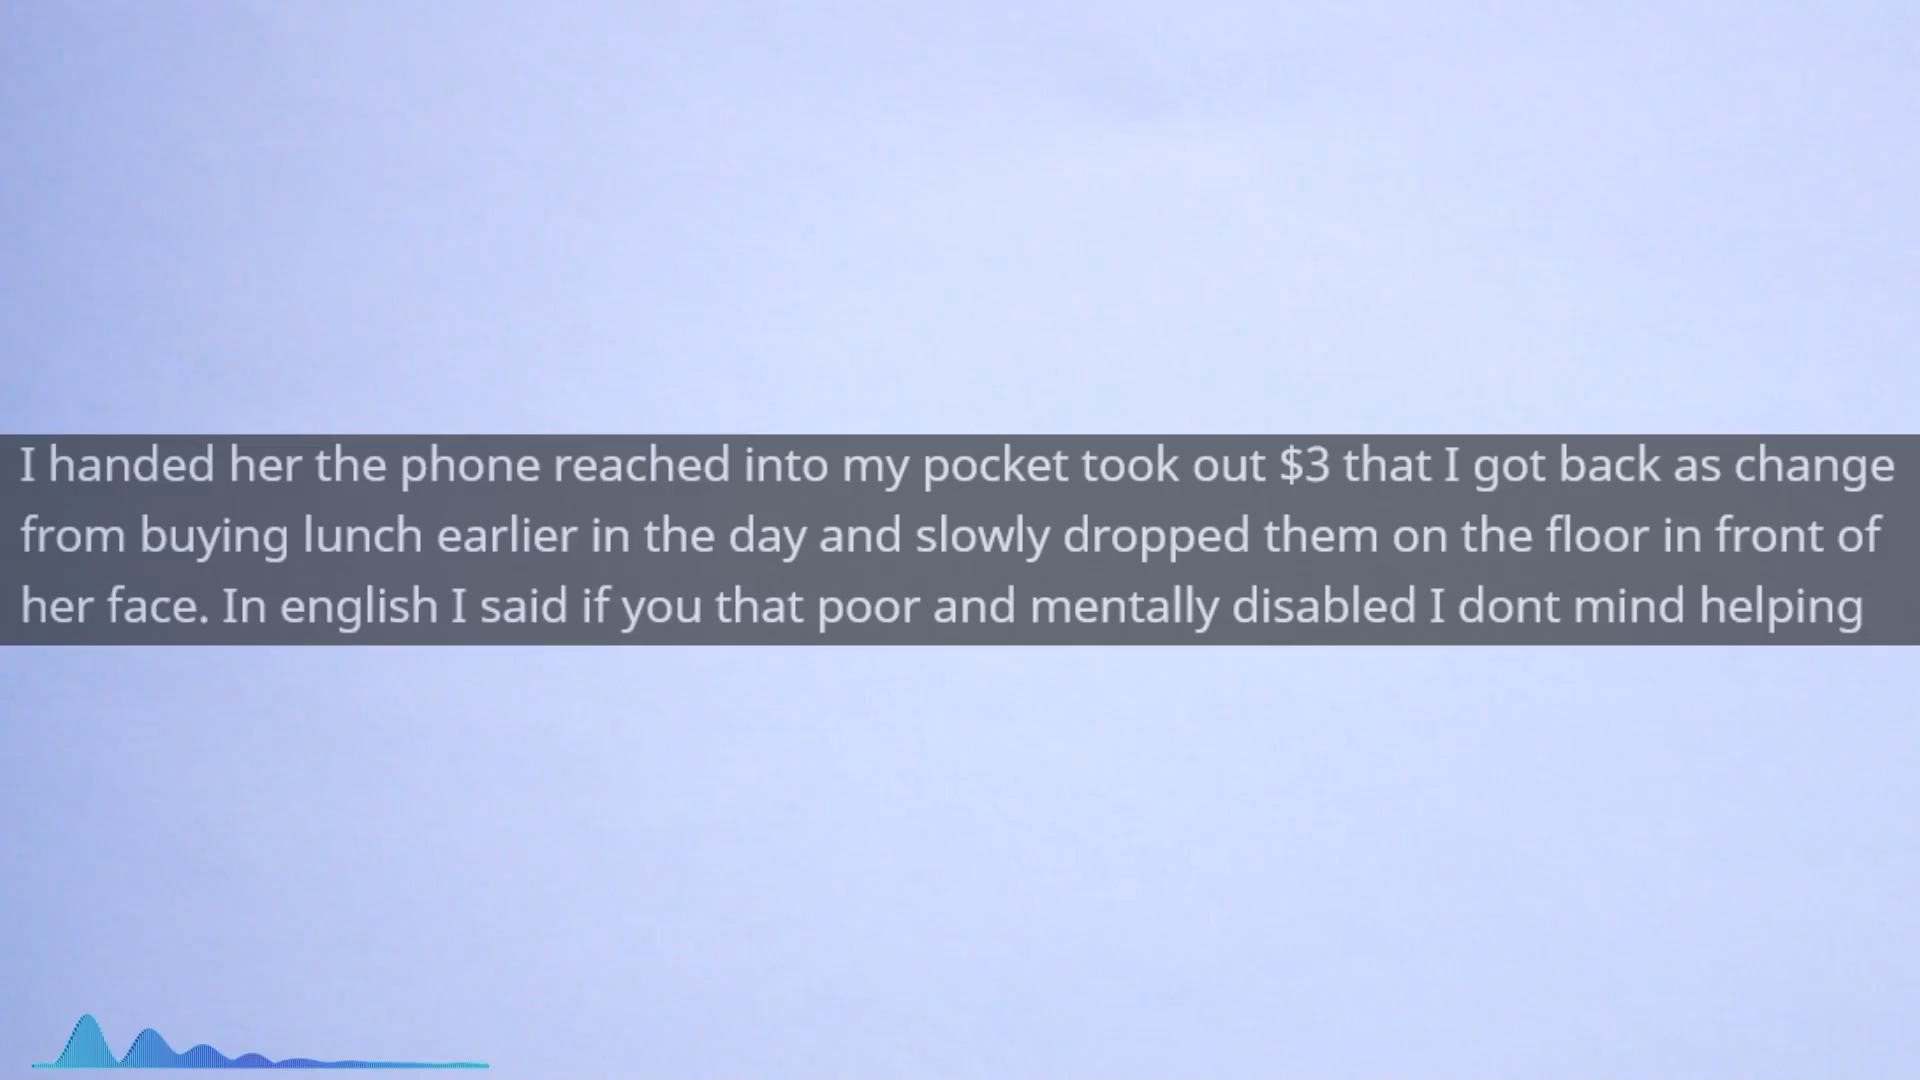 I handed her the phone reached into my pocket took out $3 that I got back as change
from buying lunch earlier in the day and slowly dropped them on the floor in front of
her face. In english I said if you that poor and mentally disabled I dont mind helping